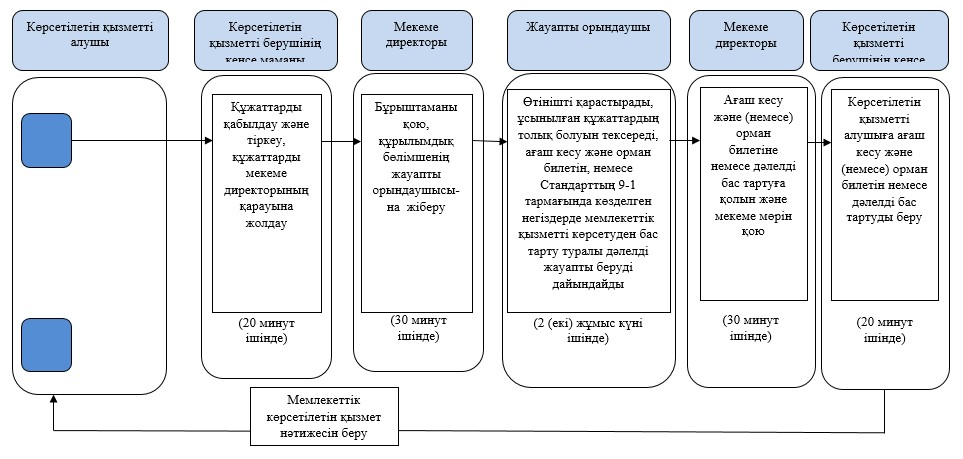 Көрсетілетін қызметті
алушы
Көрсетілетін
қызметті берушінің
кеңсе маманы
Мекеме
директоры
Жауапты орындаушы
Мекеме
директоры
Көрсетілетін
қызметті
берушінің кеңсе
Құжаттарды
қабылдау және
тіркеу,
құжаттарды
мекеме
директорының
қарауына
жолдау
(20 минут
ішінде)
Бұрыштаманы
қою,
құрылымдық
бөлімшенің
жауапты
орындаушысы-
на жіберу
(30 минут
ішінде)
Өтінішті қарастырады,
ұсынылған құжаттардың
толық болуын тексереді,
ағаш кесу және орман
билетін, немесе
Стандарттың 9-1
тармағында көзделген
негіздерде мемлекеттік
қызметті көрсетуден бас
тарту туралы дәлелді
жауапты беруді
дайындайды
(2 (екі) жұмыс күні
ішінде)
Ағаш кесу
және (немесе)
орман
билетіне
немесе дәлелді
бас тартуға
қолын және
мекеме мөрін
қою
(30 минут
ішінде)
Көрсетілетін
қызметті
алушыға ағаш
кесу және
(немесе) орман
билетін немесе
дәлелді бас
тартуды беру
(20 минут
ішінде)
Мемлекеттік
көрсетілетін қызмет
нәтижесін беру